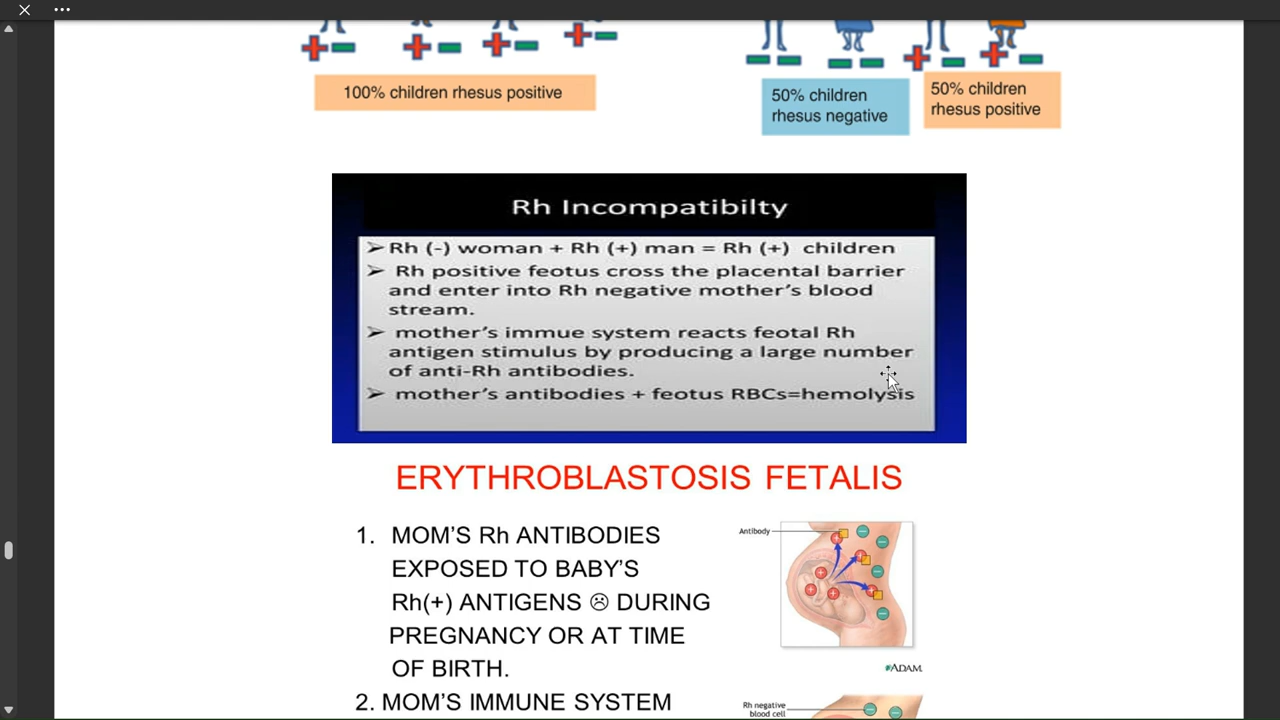 100% children rhesus positive
50% children
rhesus negative
50% children
rhesus positive
Rh Incompatibilty
➢ Rh (-) woman + Rh (+) man = Rh (+) children
➢ Rh positive feotus cross the placental barrier
and enter into Rh negative mother's blood
stream.
➢ mother's immue system reacts feotal Rh
antigen stimulus by producing a large number
of anti-Rh antibodies.
➢ mother's antibodies + feotus RBCs=hemolysis
ERYTHROBLASTOSIS FETALIS
1. MOM'S Rh ANTIBODIES
EXPOSED TO BABY'S
Rh(+) ANTIGENS ☹ DURING
PREGNANCY OR AT TIME
OF BIRTH.
2. MOM'S IMMUNE SYSTEM
Antibody
ADAM.
Rh negative
blood cell